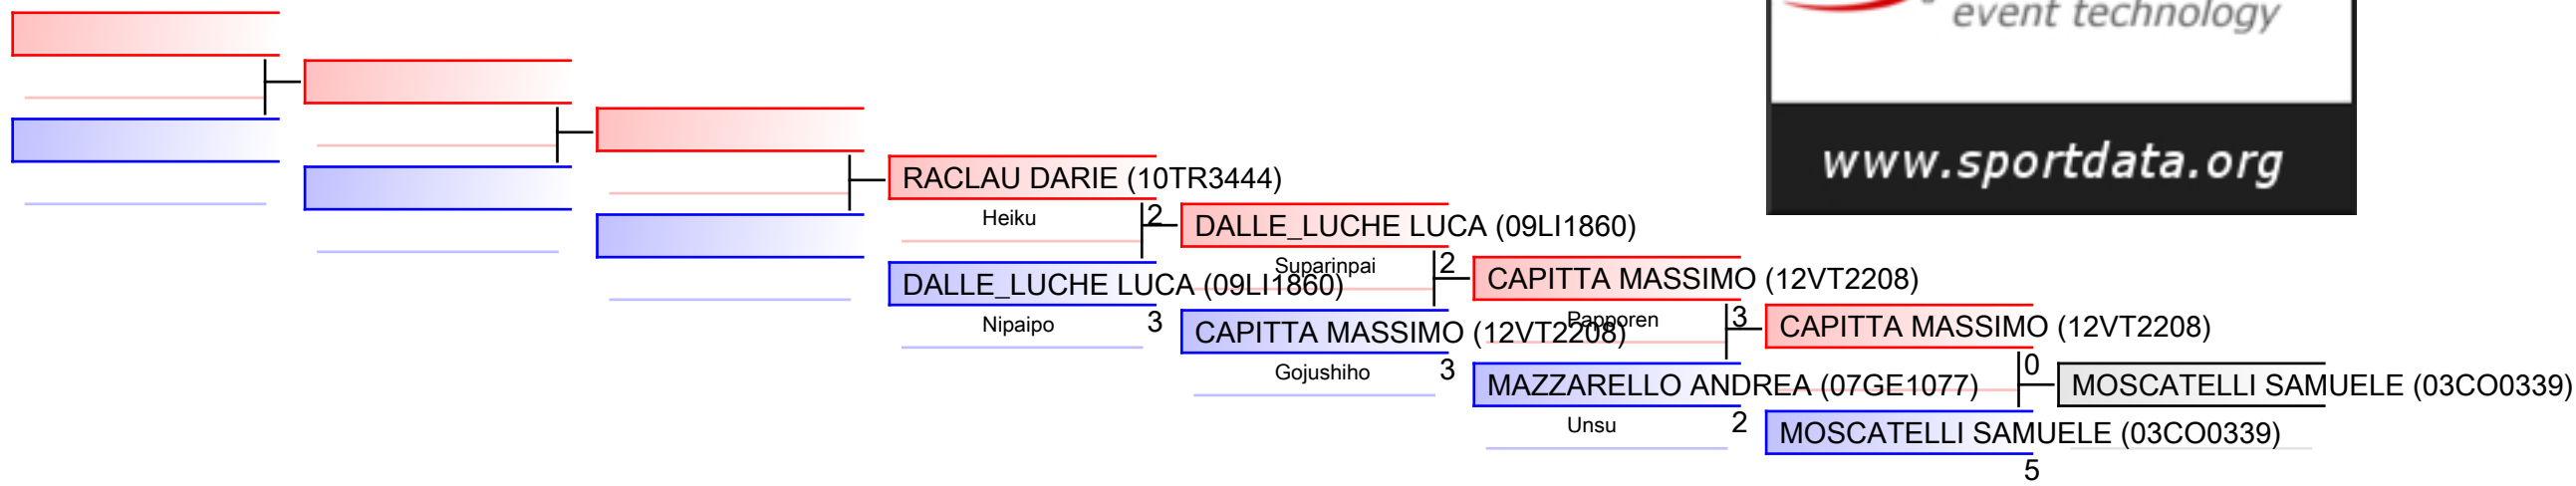 event technology
www.sportdata.org
RACLAU DARIE (10TR3444)
Heiku
2
DALLE_LUCHE LUCA (09LI1860)
Nipaipo
3
DALLE_LUCHE LUCA (09LI1860)
Suparinpai
2
CAPITTA MASSIMO (12VT2208)
Gojushiho
3
CAPITTA MASSIMO (12VT2208)
Papporen
3
MAZZARELLO ANDREA (07GE1077)
Unsu
2
CAPITTA MASSIMO (12VT2208)
0
MOSCATELLI SAMUELE (03CO0339)
5
MOSCATELLI SAMUELE (03CO0339)